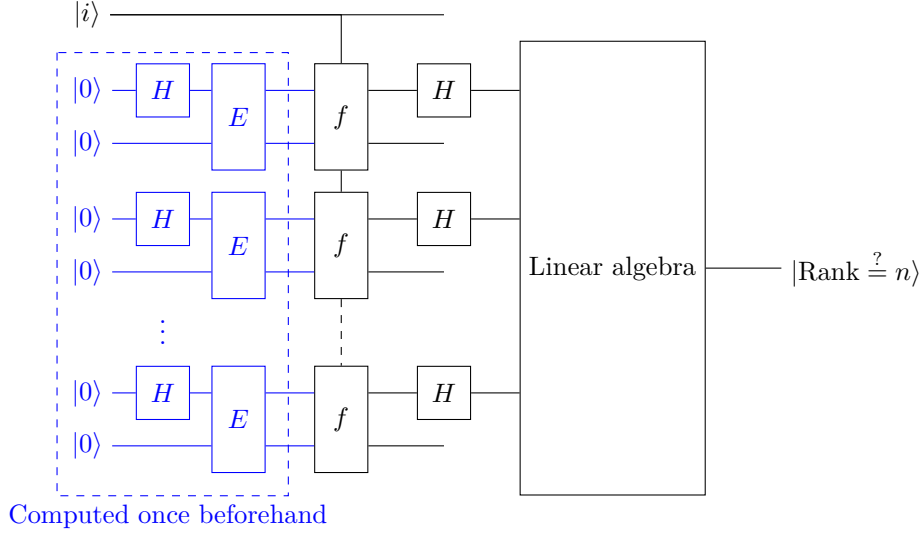 |i⟩
|0⟩ H E f H
|0⟩
|0⟩ H E f H
|0⟩
Linear algebra
|Rank ≟ n⟩
⋮
|0⟩ H E f H
|0⟩
Computed once beforehand